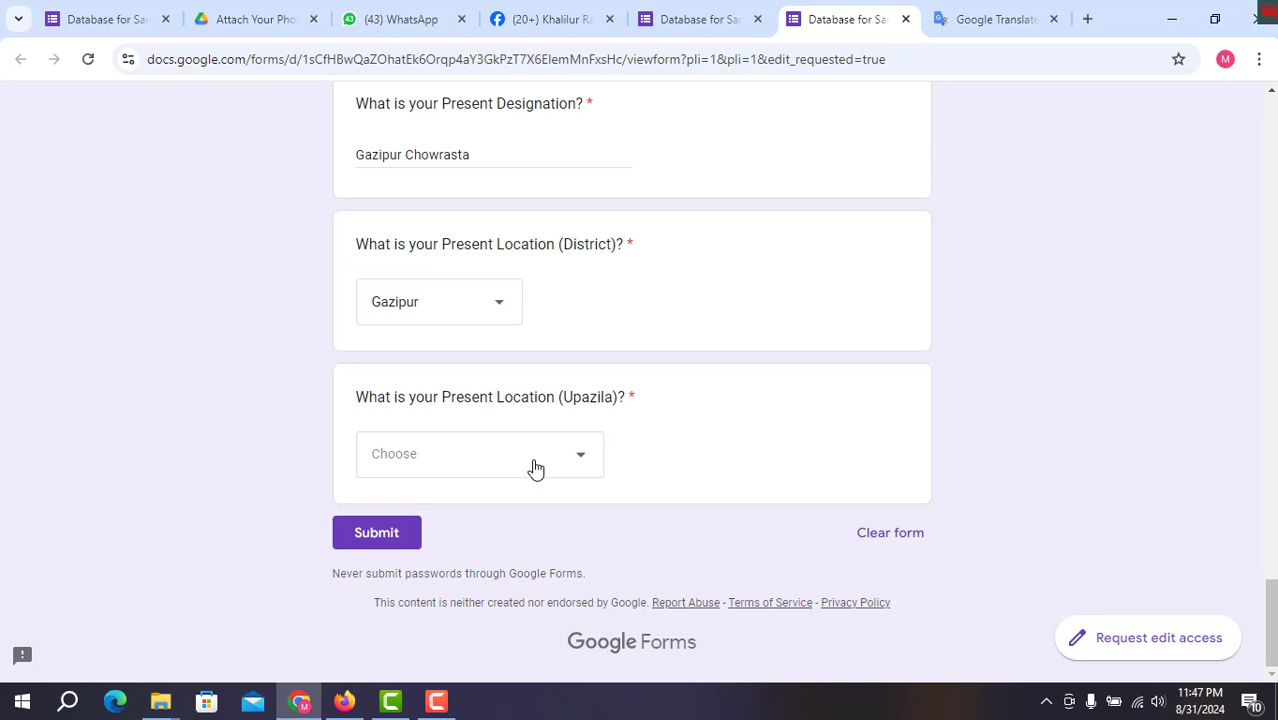 Database for Sa
Attach Your Pho
(43) WhatsApp
(20+) Khalilur Ra
Database for Sa
Database for Sa
Google Translate
docs.google.com/forms/d/1sCfHBwQaZOhatEk6Orqp4aY3GkPzT7X6ElemMnFxsHc/viewform?pli=1&pli=1&edit_requested=true
M
What is your Present Designation? *
Gazipur Chowrasta
What is your Present Location (District)? *
Gazipur
What is your Present Location (Upazila)? *
Choose
Submit
Clear form
Never submit passwords through Google Forms.
This content is neither created nor endorsed by Google. Report Abuse - Terms of Service - Privacy Policy
Google Forms
Request edit access
11:47 PM
8/31/2024
10